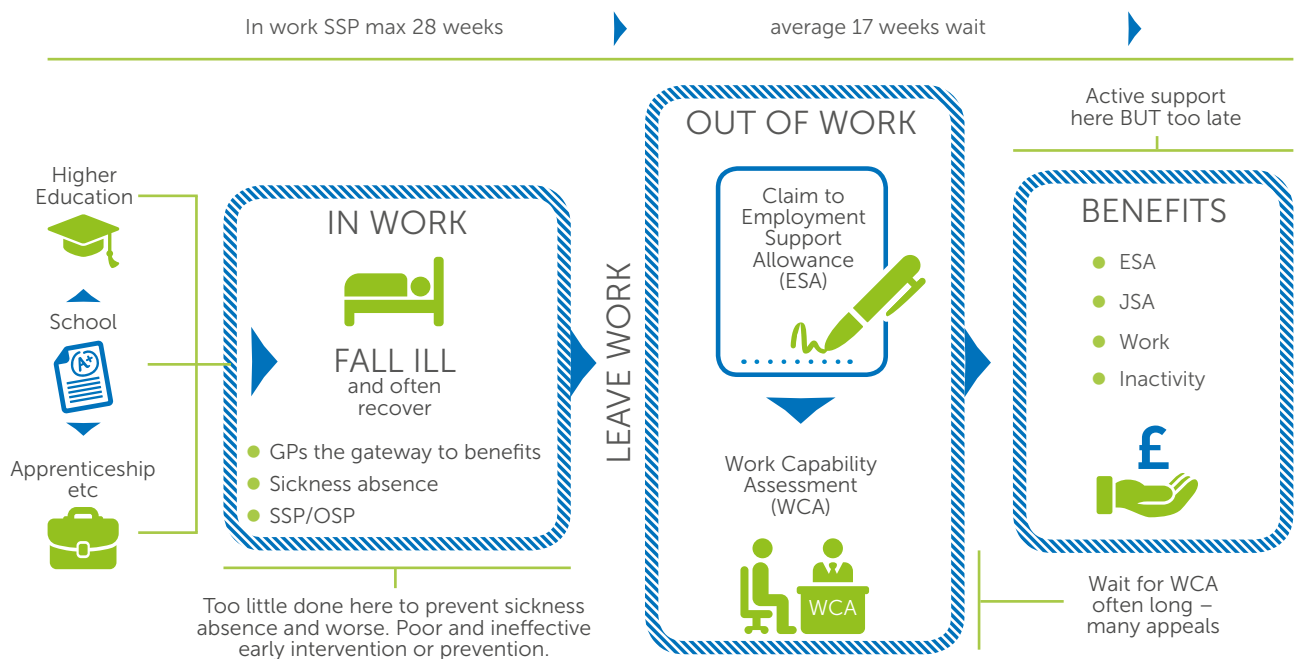 In work SSP max 28 weeks
average 17 weeks wait
Higher
Education
School
A+
Apprenticeship
etc
IN WORK
FALL ILL
and often
recover
GPs the gateway to benefits
Sickness absence
SSP/OSP
Too little done here to prevent sickness
absence and worse. Poor and ineffective
early intervention or prevention.
LEAVE WORK
OUT OF WORK
Claim to
Employment
Support
Allowance
(ESA)
Work Capability
Assessment
(WCA)
WCA
Active support
here BUT too late
BENEFITS
ESA
JSA
Work
Inactivity
£
Wait for WCA
often long –
many appeals